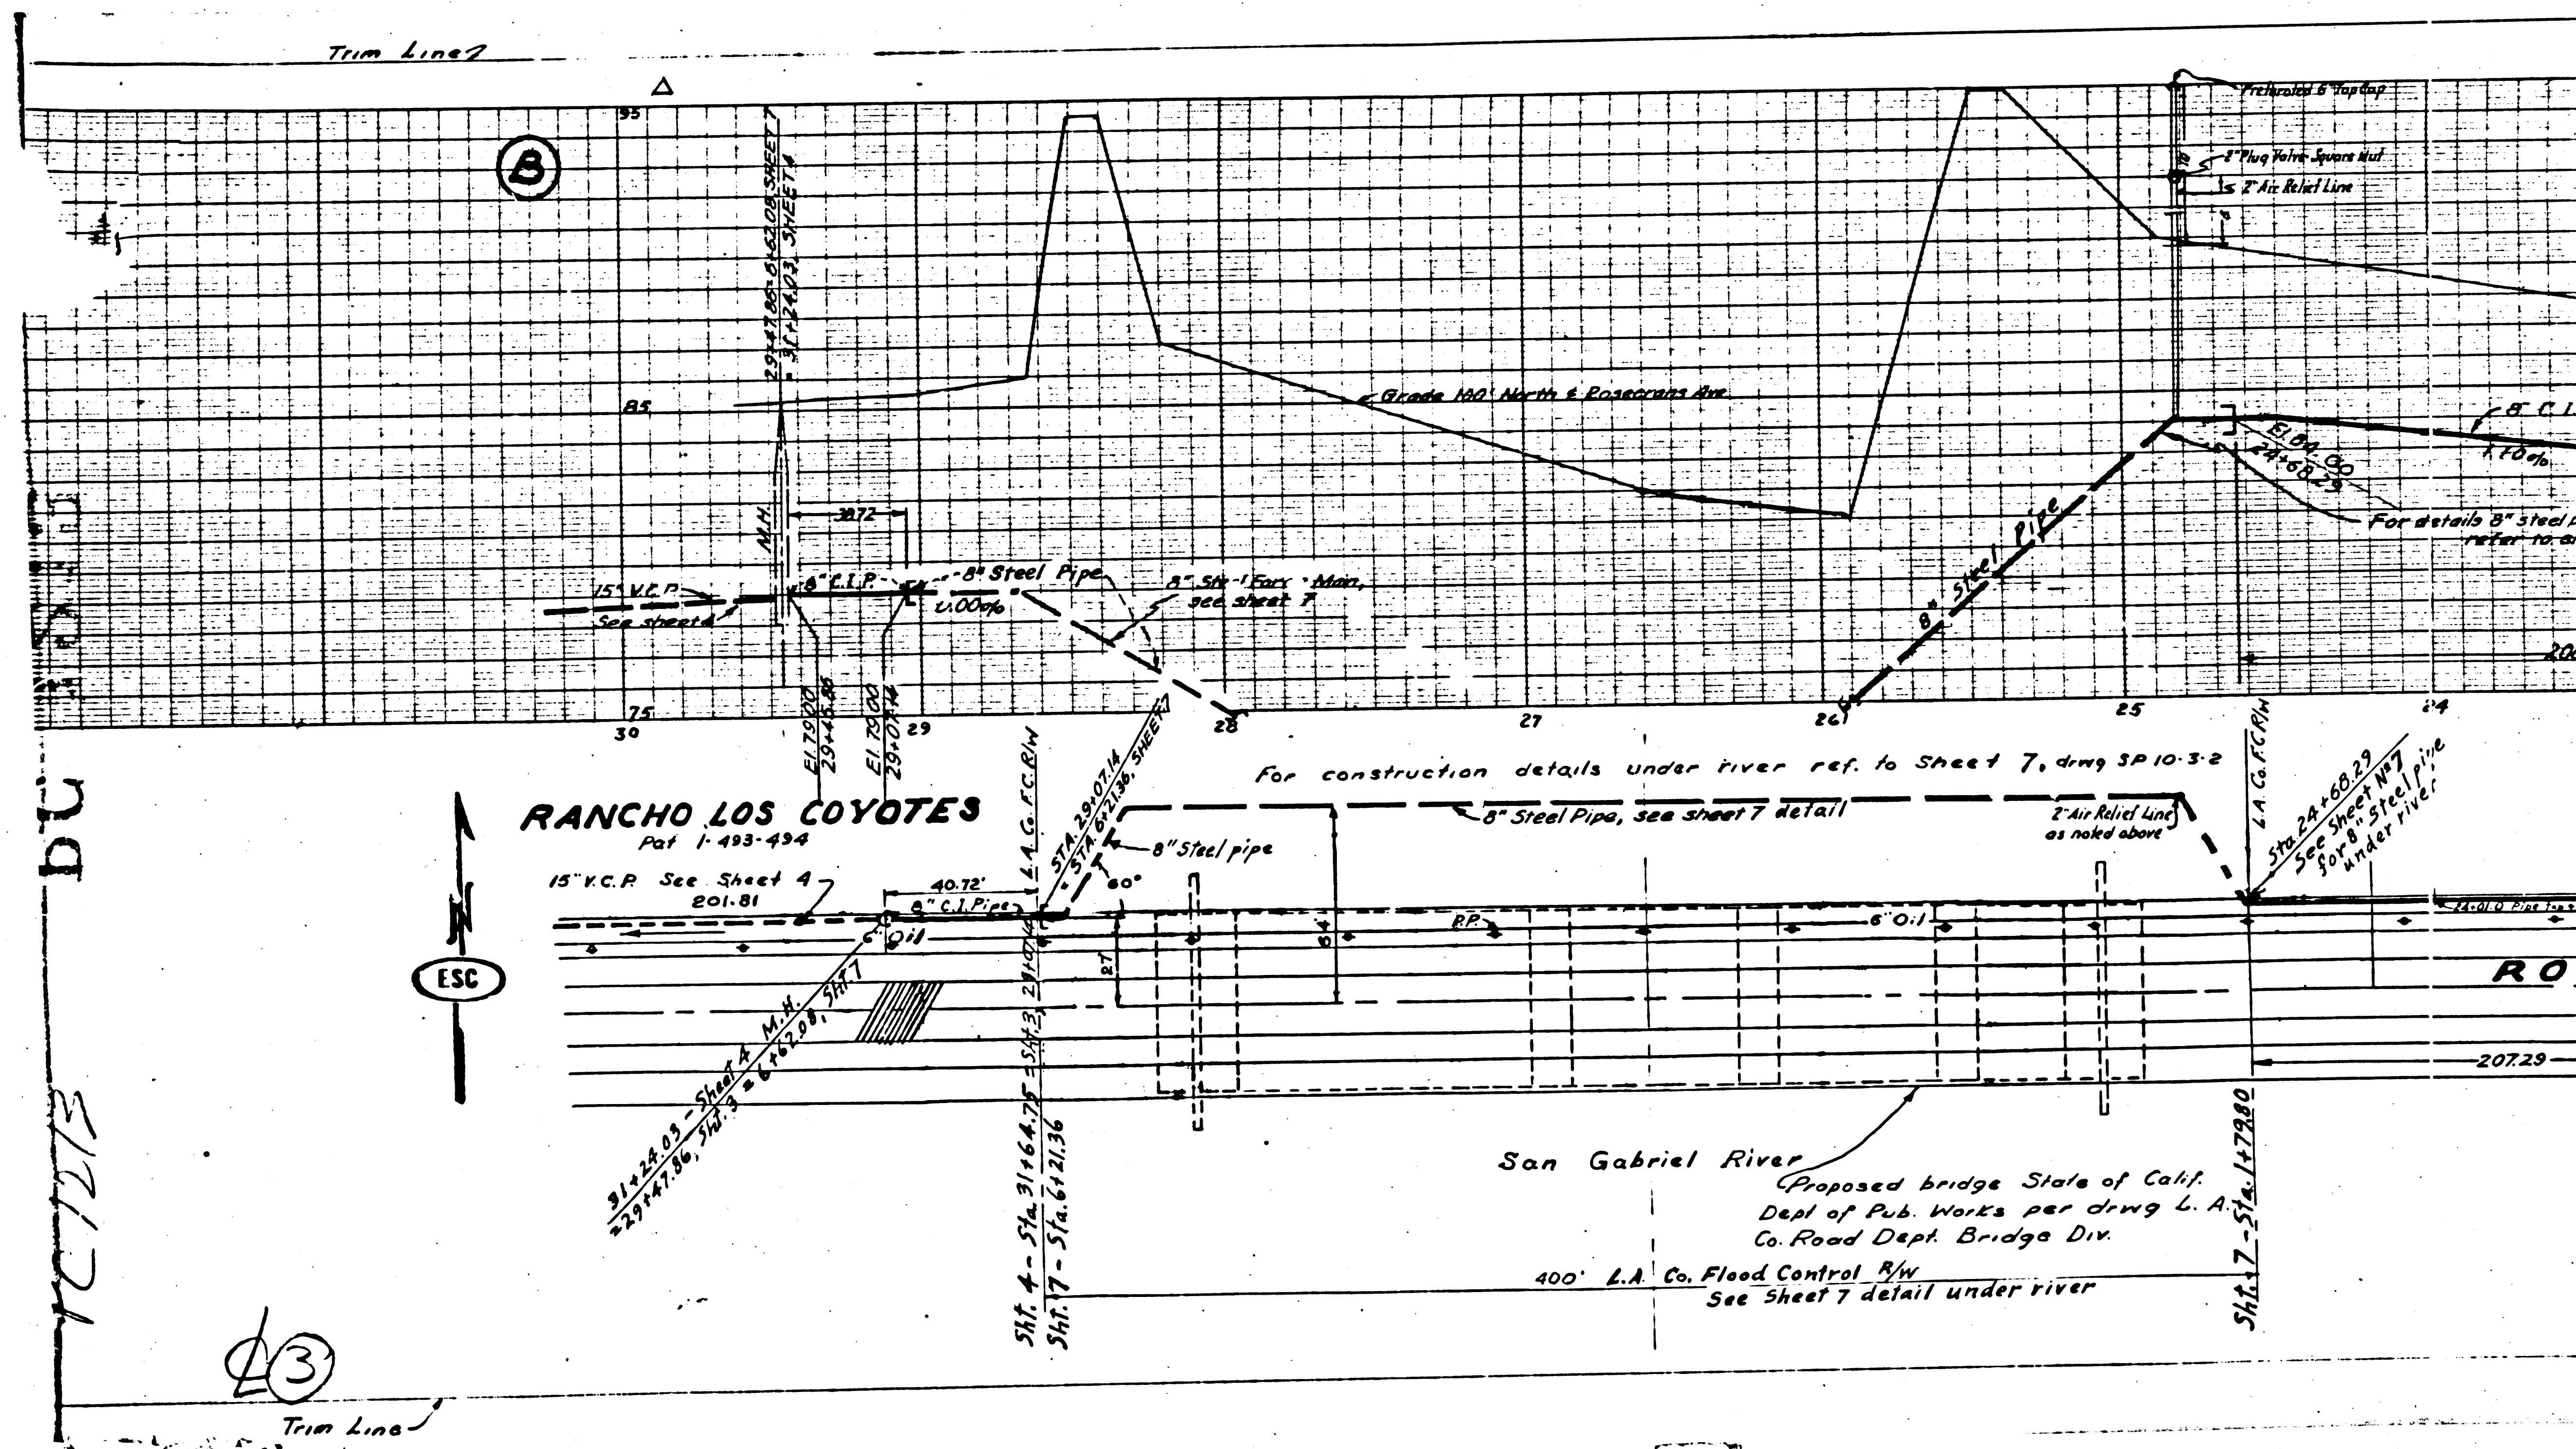 Trim Line
95
B
29+47.86=6+62.08 SHEET 7
= 31+24.03, SHEET 4
Preforated 6" Tap Cap
2" Plug Valve Square Nut
2" Air Relief Line
85
Grade 100' North & Rosecrans Ave.
8" C.I.
El. 84.00
24+68.29
For details 8" steel
refer to
M.H.
38.72
15" V.C.P.
See sheet 4
8" C.I.P.
8" Steel Pipe
0.00%
see sheet 7
8" Steel Pipe
El. 79.00
29+45.86
El. 79.00
29+07.14
75
30
29
28
27
26
25
24
For construction details under river ref. to Sheet 7, drwg SP 10-3-2
RANCHO LOS COYOTES
Pat 1-493-494
L.A. Co. F.C. R/W
STA. 29+07.14
= STA. 6+21.36, SHEET 7
8" Steel Pipe, see sheet 7 detail
2" Air Relief Line
as noted above
L.A. Co. F.C. R/W
Sta. 24+68.29
See Sheet No 7
for 8" Steel pipe
under river
8" Steel pipe
60°
15" V.C.P. See Sheet 4
201.81
40.72'
8" C.I. Pipe
6" Oil
P.P.
6" Oil
64'
27'
ESG
RO
31+24.03 - Sheet 4 M.H.
=29+47.86, Sht. 3 = 6+62.08, Sht. 7
Sht. 4 - Sta 31+64.75 = Sht 3, 29+07.14
Sht. 7 - Sta. 6+21.36
207.29
Sht. 7 - Sta. 1+79.80
San Gabriel River
Proposed bridge State of Calif.
Dept of Pub. Works per drwg L. A.
Co. Road Dept. Bridge Div.
400' L.A. Co. Flood Control R/W
See Sheet 7 detail under river
3
Trim Line